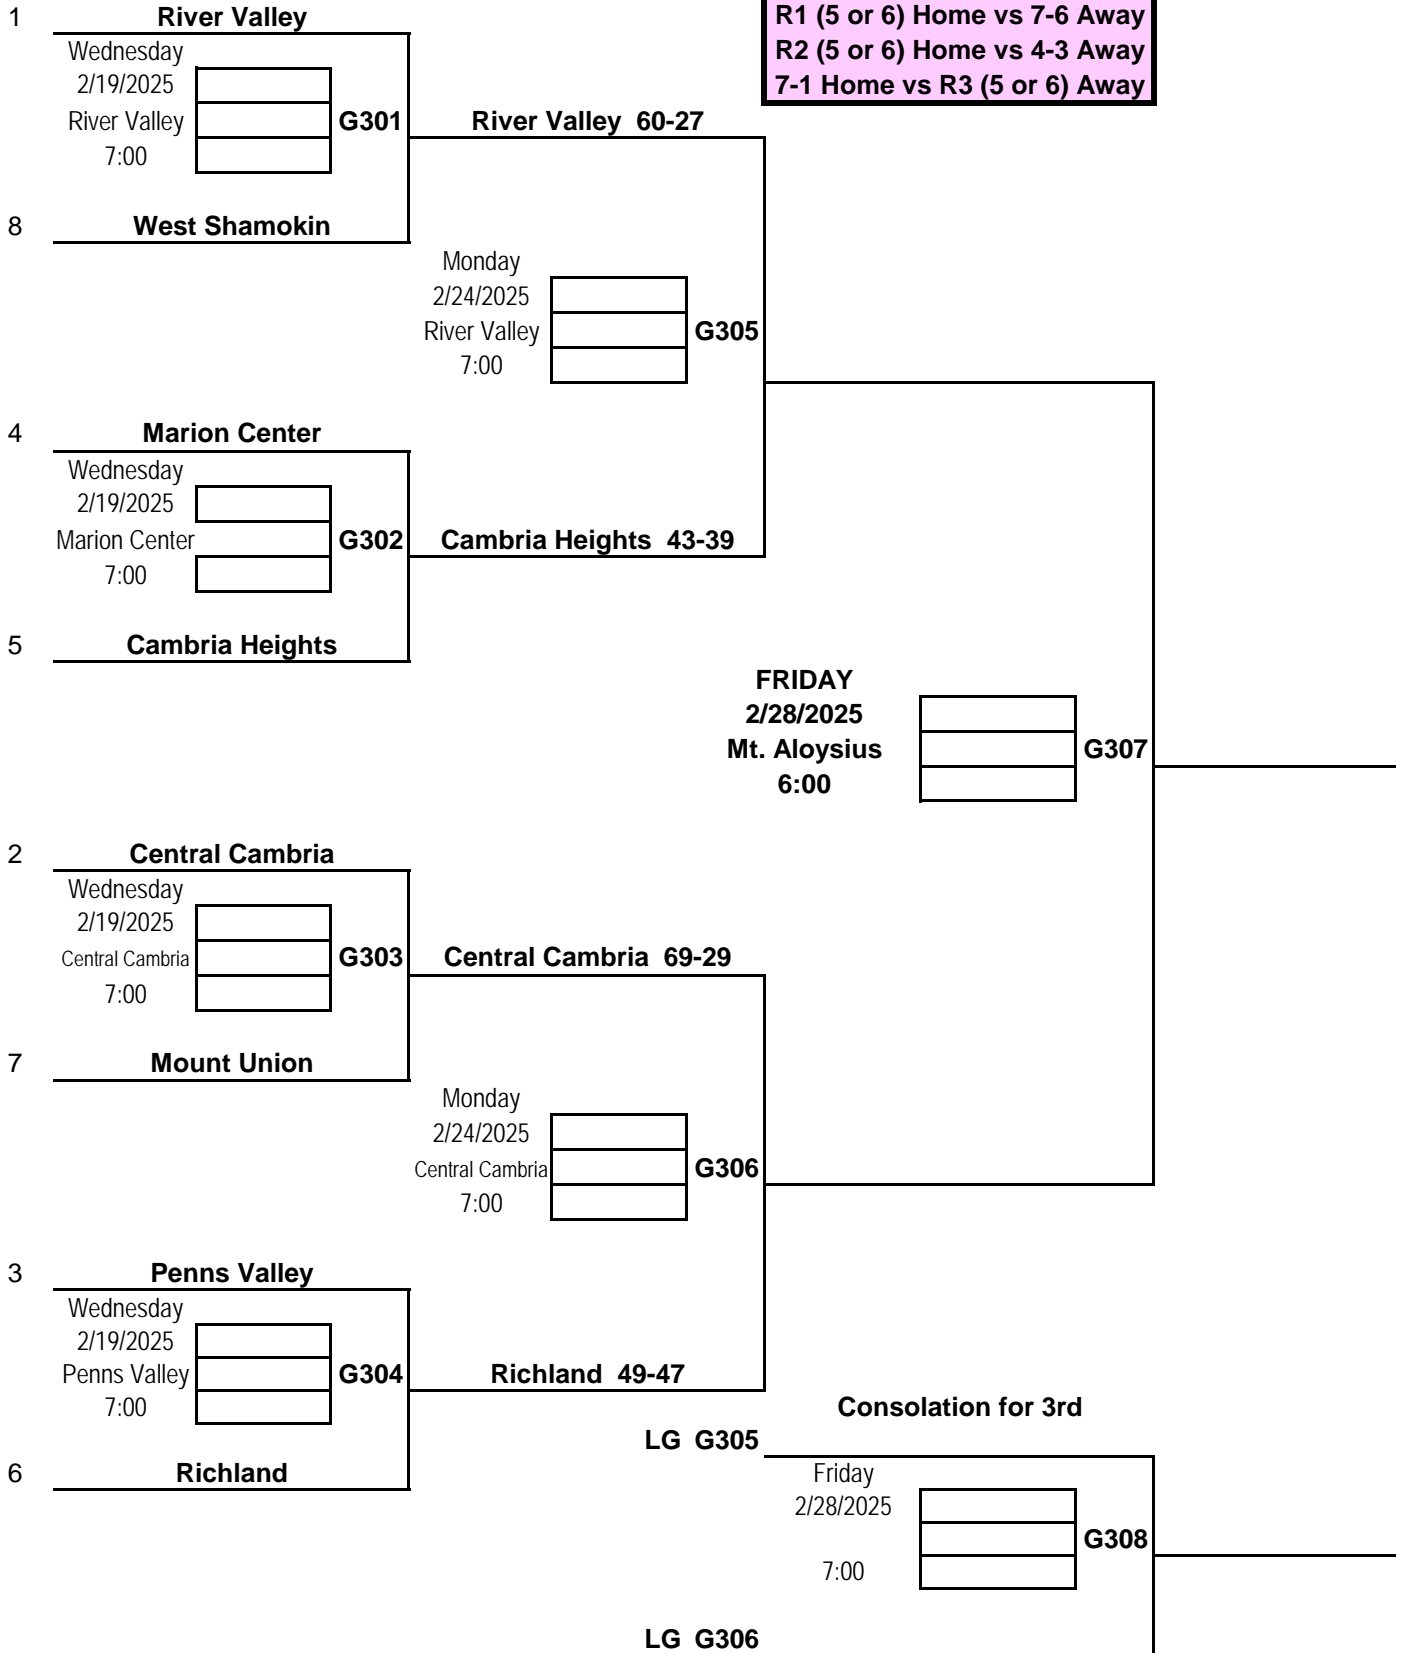 R1 (5 or 6) Home vs 7-6 Away
R2 (5 or 6) Home vs 4-3 Away
7-1 Home vs R3 (5 or 6) Away
1 River Valley
Wednesday
2/19/2025
River Valley G301
7:00
River Valley 60-27
8 West Shamokin
Monday
2/24/2025
River Valley G305
7:00
4 Marion Center
Wednesday
2/19/2025
Marion Center G302
7:00
Cambria Heights 43-39
5 Cambria Heights
FRIDAY
2/28/2025
Mt. Aloysius G307
6:00
2 Central Cambria
Wednesday
2/19/2025
Central Cambria G303
7:00
Central Cambria 69-29
7 Mount Union
Monday
2/24/2025
Central Cambria G306
7:00
3 Penns Valley
Wednesday
2/19/2025
Penns Valley G304
7:00
Richland 49-47
6 Richland
Consolation for 3rd
LG G305
Friday
2/28/2025
G308
7:00
LG G306